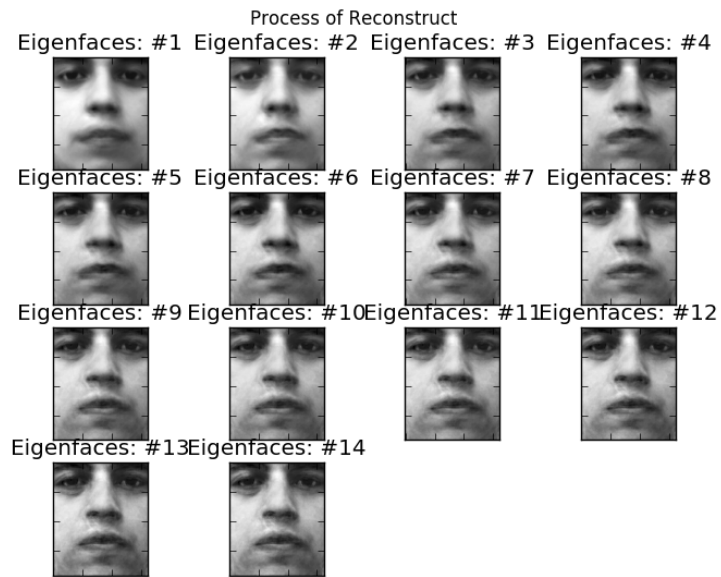 Process of Reconstruct
Eigenfaces: #1 Eigenfaces: #2 Eigenfaces: #3 Eigenfaces: #4
Eigenfaces: #5 Eigenfaces: #6 Eigenfaces: #7 Eigenfaces: #8
Eigenfaces: #9 Eigenfaces: #10 Eigenfaces: #11 Eigenfaces: #12
Eigenfaces: #13 Eigenfaces: #14